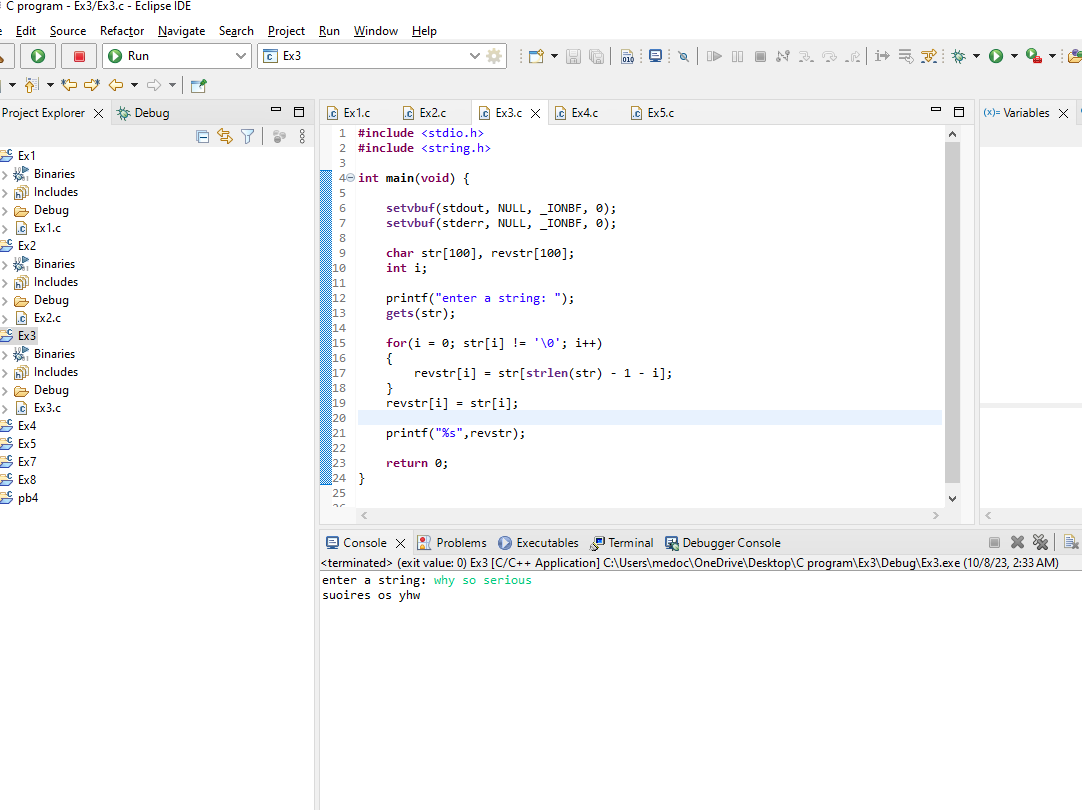 C program - Ex3/Ex3.c - Eclipse IDE
Edit Source Refactor Navigate Search Project Run Window Help
Run Ex3
Project Explorer Debug
Ex1
Binaries
Includes
Debug
Ex1.c
Ex2
Binaries
Includes
Debug
Ex2.c
Ex3
Binaries
Includes
Debug
Ex3.c
Ex4
Ex5
Ex7
Ex8
pb4
Ex1.c Ex2.c Ex3.c Ex4.c Ex5.c
1 #include <stdio.h>
2 #include <string.h>
3
4 int main(void) {
5
6 setvbuf(stdout, NULL, _IONBF, 0);
7 setvbuf(stderr, NULL, _IONBF, 0);
8
9 char str[100], revstr[100];
10 int i;
11
12 printf("enter a string: ");
13 gets(str);
14
15 for(i = 0; str[i] != '\0'; i++)
16 {
17 revstr[i] = str[strlen(str) - 1 - i];
18 }
19 revstr[i] = str[i];
20
21 printf("%s",revstr);
22
23 return 0;
24 }
25
(x)= Variables
Console Problems Executables Terminal Debugger Console
<terminated> (exit value: 0) Ex3 [C/C++ Application] C:\Users\medoc\OneDrive\Desktop\C program\Ex3\Debug\Ex3.exe (10/8/23, 2:33 AM)
enter a string: why so serious
suoires os yhw